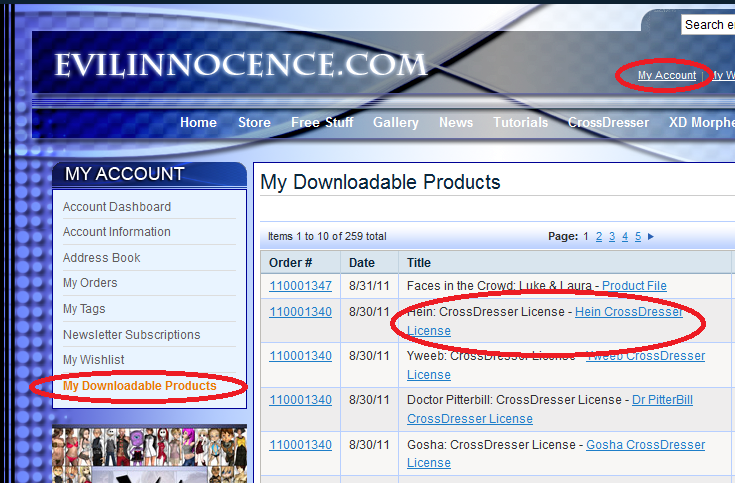 Search e
EVILINNOCENCE.COM
My Account | My W
Home Store Free Stuff Gallery News Tutorials CrossDresser XD Morphe
MY ACCOUNT
Account Dashboard
Account Information
Address Book
My Orders
My Tags
Newsletter Subscriptions
My Wishlist
My Downloadable Products
My Downloadable Products
Items 1 to 10 of 259 total Page: 1 2 3 4 5
Order # Date Title
110001347 8/31/11 Faces in the Crowd: Luke & Laura - Product File
110001340 8/30/11 Hein: CrossDresser License - Hein CrossDresser
License
110001340 8/30/11 Yweeb: CrossDresser License - Yweeb CrossDresser
License
110001340 8/30/11 Doctor Pitterbill: CrossDresser License - Dr PitterBill
CrossDresser License
110001340 8/30/11 Gosha: CrossDresser License - Gosha CrossDresser
License